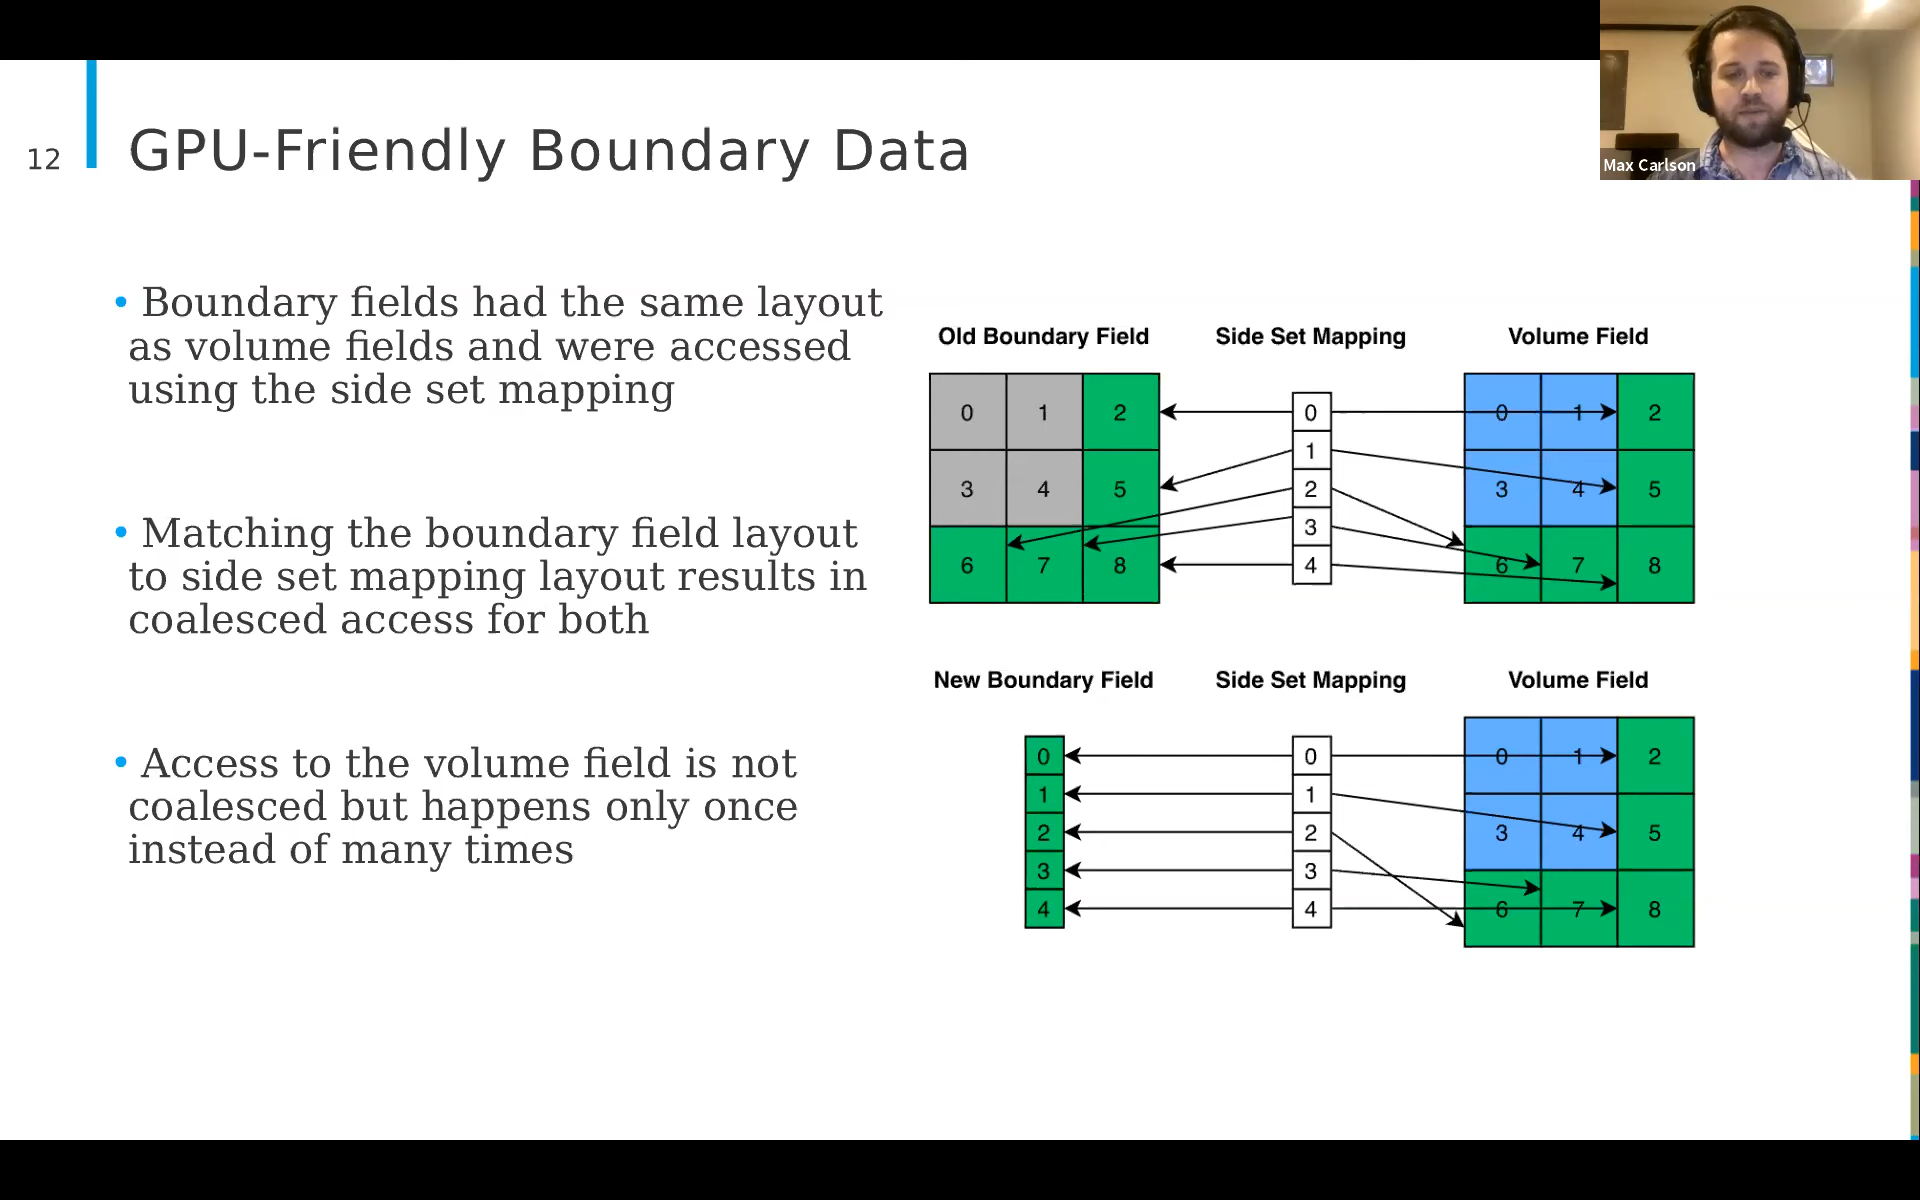 Max Carlson
12
GPU-Friendly Boundary Data
• Boundary fields had the same layout
as volume fields and were accessed
using the side set mapping
• Matching the boundary field layout
to side set mapping layout results in
coalesced access for both
• Access to the volume field is not
coalesced but happens only once
instead of many times
Old Boundary Field Side Set Mapping Volume Field
0 1 2 0 0 1 2
1
3 4 5 2 3 4 5
3
6 7 8 4 6 7 8
New Boundary Field Side Set Mapping Volume Field
0 0 0 1 2
1 1
2 2 3 4 5
3 3
4 4 6 7 8